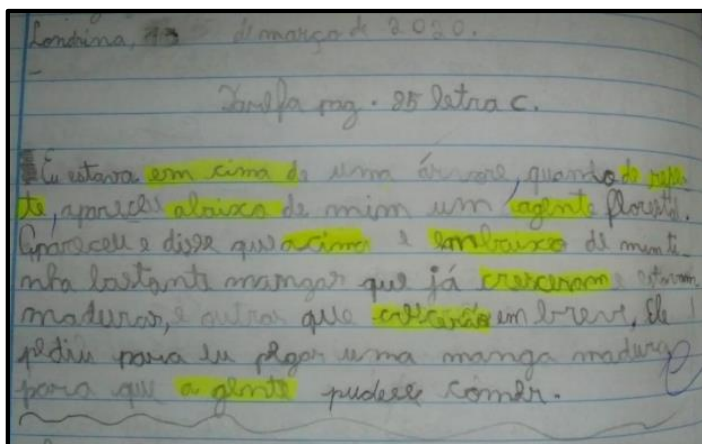 Londrina, 13 de março de 2020.
Tarefa pag. 25 letra C.
Eu estava em cima de uma árvore, quando de repen-
te, apareceu abaixo de mim um agente florestal.
Apareceu e disse que acima e embaixo de mim ti-
nha bastante mangas que já cresceram e estavam
maduras, e outras que crescerão em breve. Ele
pediu para eu pegar uma manga madura
para que a gente pudesse comer.